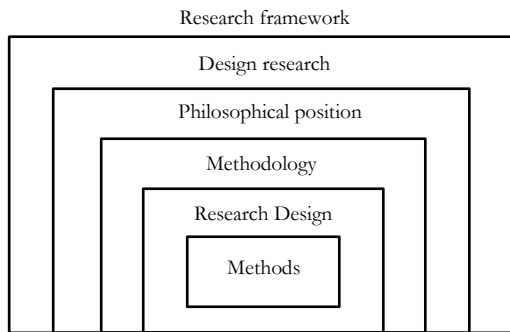 Research framework
Design research
Philosophical position
Methodology
Research Design
Methods